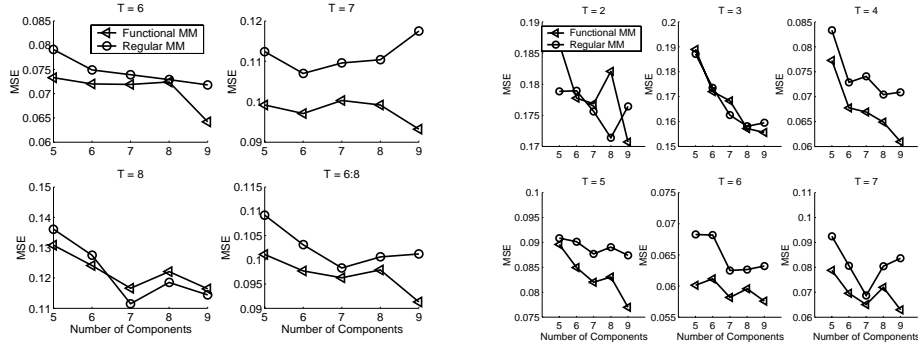 T = 6
0.085
0.08
0.075
0.07
0.065
0.06
MSE
Functional MM
Regular MM
5 6 7 8 9
T = 7
0.12
0.11
0.1
0.09
MSE
5 6 7 8 9
T = 8
0.15
0.14
0.13
0.12
0.11
MSE
5 6 7 8 9
Number of Components
T = 6:8
0.115
0.11
0.105
0.1
0.095
0.09
MSE
5 6 7 8 9
Number of Components
T = 2
0.19
0.185
0.18
0.175
0.17
MSE
Functional MM
Regular MM
5 6 7 8 9
T = 3
0.2
0.19
0.18
0.17
0.16
0.15
MSE
5 6 7 8 9
T = 4
0.085
0.08
0.075
0.07
0.065
0.06
MSE
5 6 7 8 9
T = 5
0.1
0.095
0.09
0.085
0.08
0.075
MSE
5 6 7 8 9
Number of Components
T = 6
0.075
0.07
0.065
0.06
0.055
MSE
5 6 7 8 9
Number of Components
T = 7
0.1
0.09
0.08
0.07
0.06
MSE
5 6 7 8 9
Number of Components